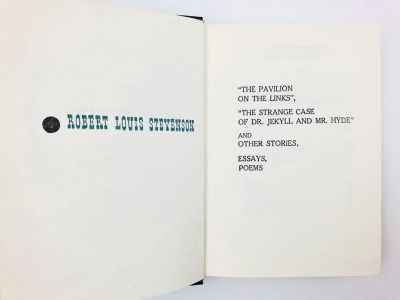 ROBERT LOUIS STEVENSON
"THE PAVILION
ON THE LINKS",
"THE STRANGE CASE
OF DR. JEKYLL AND MR. HYDE"
AND
OTHER STORIES,
ESSAYS,
POEMS